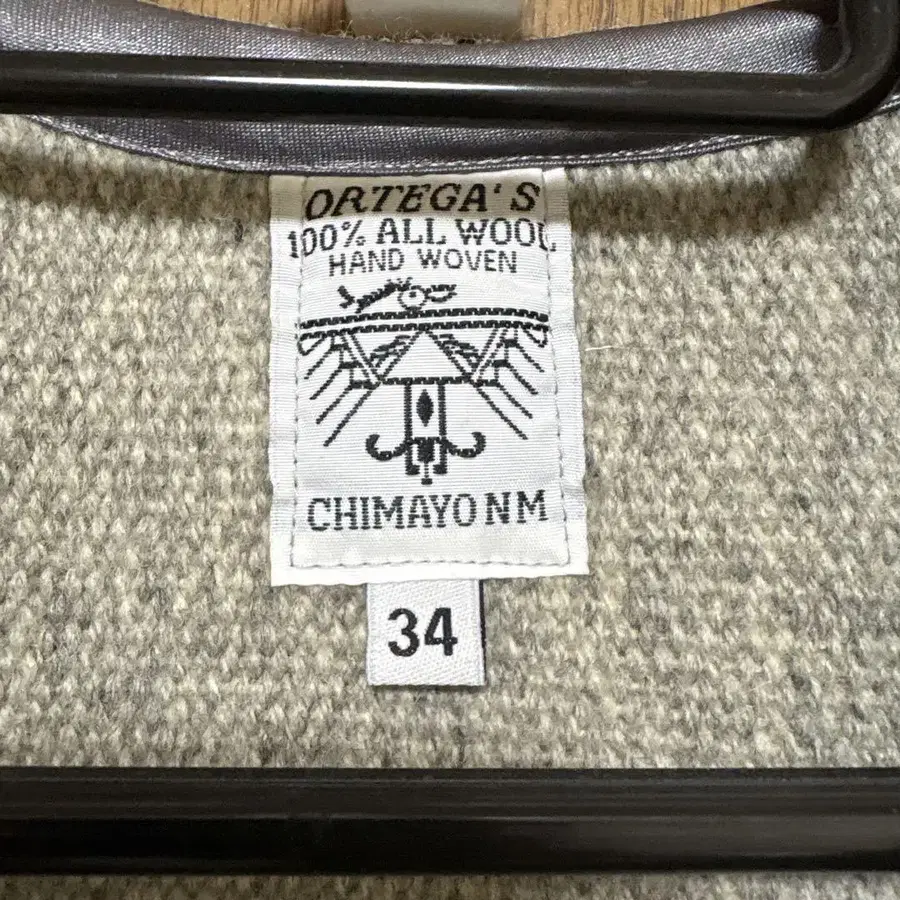 ORTEGA'S
100% ALL WOOL
HAND WOVEN
CHIMAYO NM
34